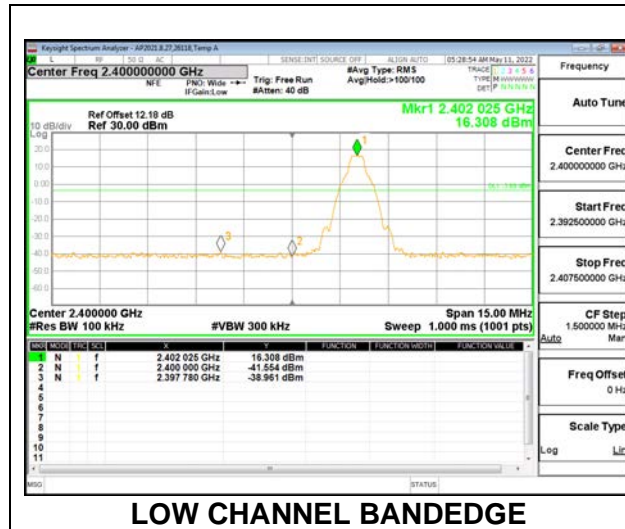 Keysight Spectrum Analyzer - AP2021.8.27,26118,Temp A
L RF 50 Ω AC SENSE:INT SOURCE OFF ALIGN AUTO 05:28:54 AM May 11, 2022
Center Freq 2.400000000 GHz
NFE PNO: Wide Trig: Free Run #Avg Type: RMS TRACE 1 2 3 4 5 6
IFGain:Low #Atten: 40 dB Avg|Hold:>100/100 TYPE M WWWWW
DET P N N N N N
Frequency
Auto Tune
Mkr1 2.402 025 GHz
16.308 dBm
Ref Offset 12.18 dB
10 dB/div Ref 30.00 dBm
Log
20.0
10.0
0.00
-10.0
-20.0
-30.0
-40.0
-50.0
-60.0
1
2
3
Center Freq
2.400000000 GHz
Start Freq
2.392500000 GHz
Stop Freq
2.407500000 GHz
Center 2.400000 GHz Span 15.00 MHz
#Res BW 100 kHz #VBW 300 kHz Sweep 1.000 ms (1001 pts)
CF Step
1.500000 MHz
Auto Man
MKR MODE TRC SCL X Y FUNCTION FUNCTION WIDTH FUNCTION VALUE
1 N 1 f 2.402 025 GHz 16.308 dBm
2 N 1 f 2.400 000 GHz -41.554 dBm
3 N 1 f 2.397 780 GHz -38.961 dBm
4
5
6
7
8
9
10
11
Freq Offset
0 Hz
Scale Type
Log Lin
MSG STATUS
LOW CHANNEL BANDEDGE